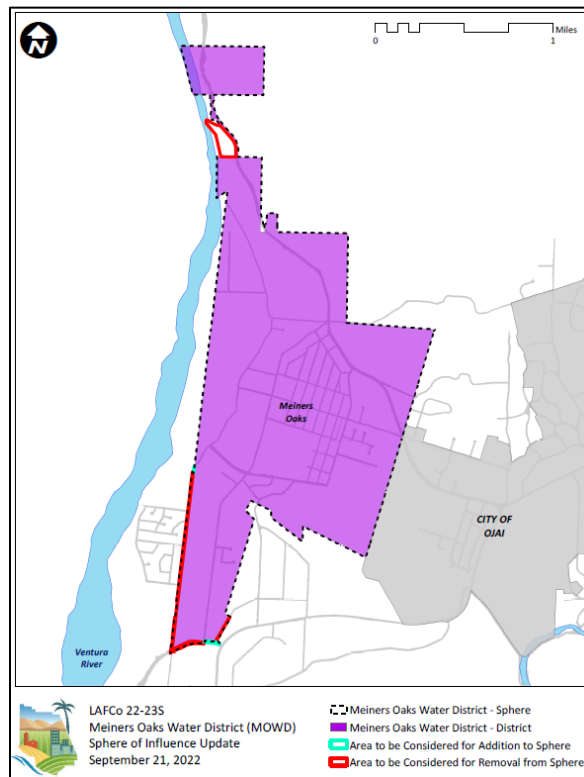 N
Miles
0
1
Meiners
Oaks
CITY OF
OJAI
Ventura
River
LAFCo 22-23S
Meiners Oaks Water District (MOWD)
Sphere of Influence Update
September 21, 2022
Meiners Oaks Water District - Sphere
Meiners Oaks Water District - District
Area to be Considered for Addition to Sphere
Area to be Considered for Removal from Sphere